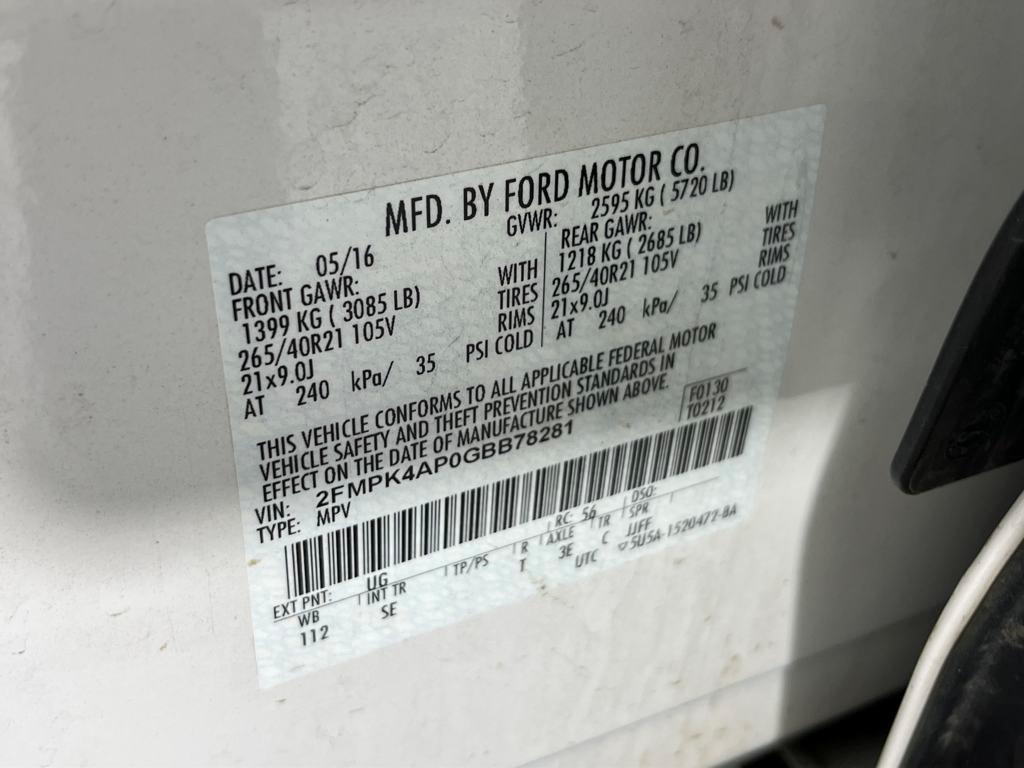 MFD. BY FORD MOTOR CO.
DATE: 05/16
GVWR: 2595 KG ( 5720 LB)
FRONT GAWR:
1399 KG ( 3085 LB) WITH
265/40R21 105V TIRES
21x9.0J RIMS
AT 240 kPa/ 35 PSI COLD
REAR GAWR:
1218 KG ( 2685 LB) WITH
265/40R21 105V TIRES
21x9.0J RIMS
AT 240 kPa/ 35 PSI COLD
THIS VEHICLE CONFORMS TO ALL APPLICABLE FEDERAL MOTOR
VEHICLE SAFETY AND THEFT PREVENTION STANDARDS IN
EFFECT ON THE DATE OF MANUFACTURE SHOWN ABOVE.
VIN: 2FMPK4AP0GBB78281
TYPE: MPV
F0130
T0212
EXT PNT: UG RC: 56 DSO:
WB INT TR TP/PS R AXLE TR SPR
112 SE T 3E C JJFF
UTC ▽5U5A-1520472-BA